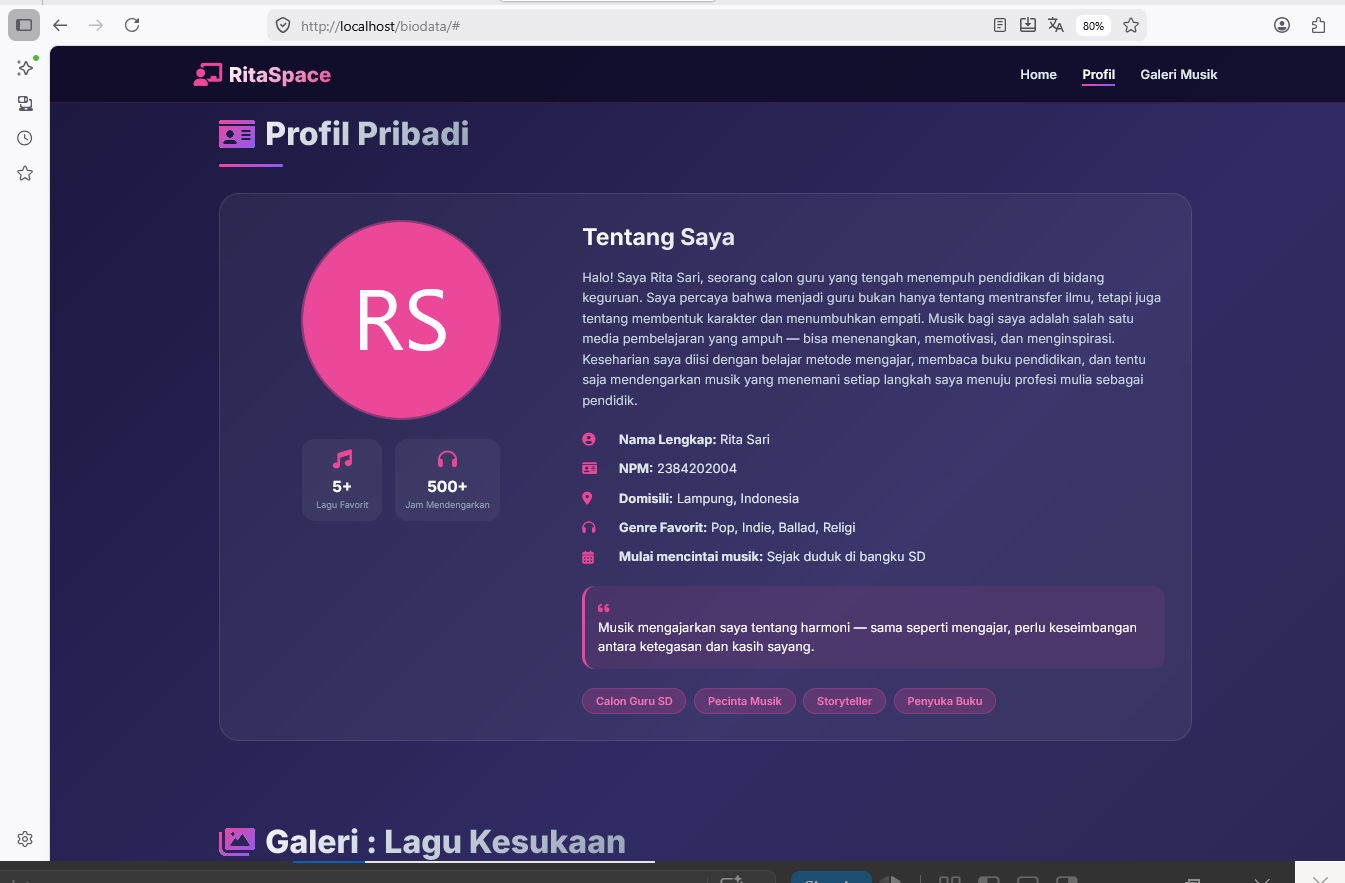 http://localhost/biodata/#
80%
RitaSpace
Home
Profil
Galeri Musik
Profil Pribadi
RS
5+
Lagu Favorit
500+
Jam Mendengarkan
Tentang Saya
Halo! Saya Rita Sari, seorang calon guru yang tengah menempuh pendidikan di bidang
keguruan. Saya percaya bahwa menjadi guru bukan hanya tentang mentransfer ilmu, tetapi juga
tentang membentuk karakter dan menumbuhkan empati. Musik bagi saya adalah salah satu
media pembelajaran yang ampuh — bisa menenangkan, memotivasi, dan menginspirasi.
Keseharian saya diisi dengan belajar metode mengajar, membaca buku pendidikan, dan tentu
saja mendengarkan musik yang menemani setiap langkah saya menuju profesi mulia sebagai
pendidik.
Nama Lengkap: Rita Sari
NPM: 2384202004
Domisili: Lampung, Indonesia
Genre Favorit: Pop, Indie, Ballad, Religi
Mulai mencintai musik: Sejak duduk di bangku SD
Musik mengajarkan saya tentang harmoni — sama seperti mengajar, perlu keseimbangan
antara ketegasan dan kasih sayang.
Calon Guru SD
Pecinta Musik
Storyteller
Penyuka Buku
Galeri : Lagu Kesukaan